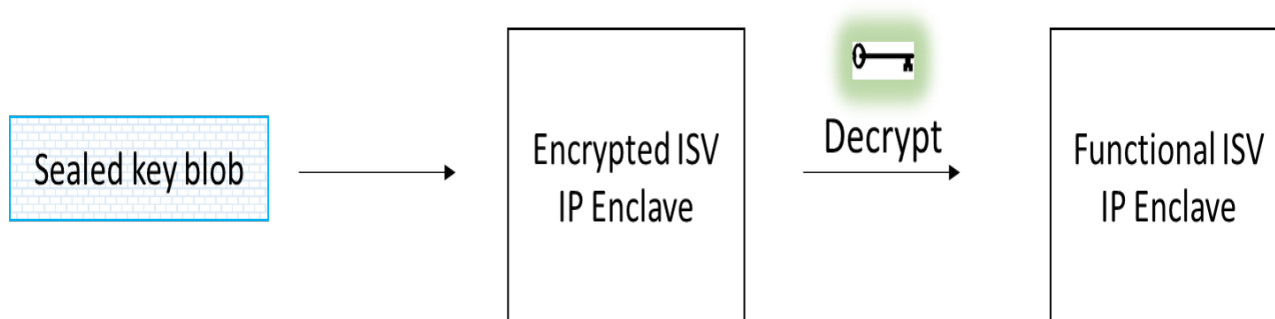 Sealed key blob
Encrypted ISV
IP Enclave
Decrypt
Functional ISV
IP Enclave